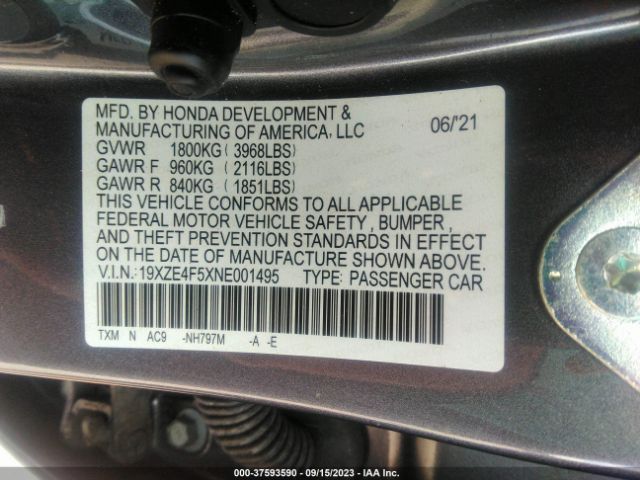 MFD. BY HONDA DEVELOPMENT &
MANUFACTURING OF AMERICA, LLC 06/'21
GVWR 1800KG ( 3968LBS )
GAWR F 960KG ( 2116LBS )
GAWR R 840KG ( 1851LBS )
THIS VEHICLE CONFORMS TO ALL APPLICABLE
FEDERAL MOTOR VEHICLE SAFETY , BUMPER ,
AND THEFT PREVENTION STANDARDS IN EFFECT
ON THE DATE OF MANUFACTURE SHOWN ABOVE.
V.I.N.: 19XZE4F5XNE001495 TYPE: PASSENGER CAR
TXM N AC9 -NH797M -A -E
000-37593590 - 09/15/2023 - IAA Inc.